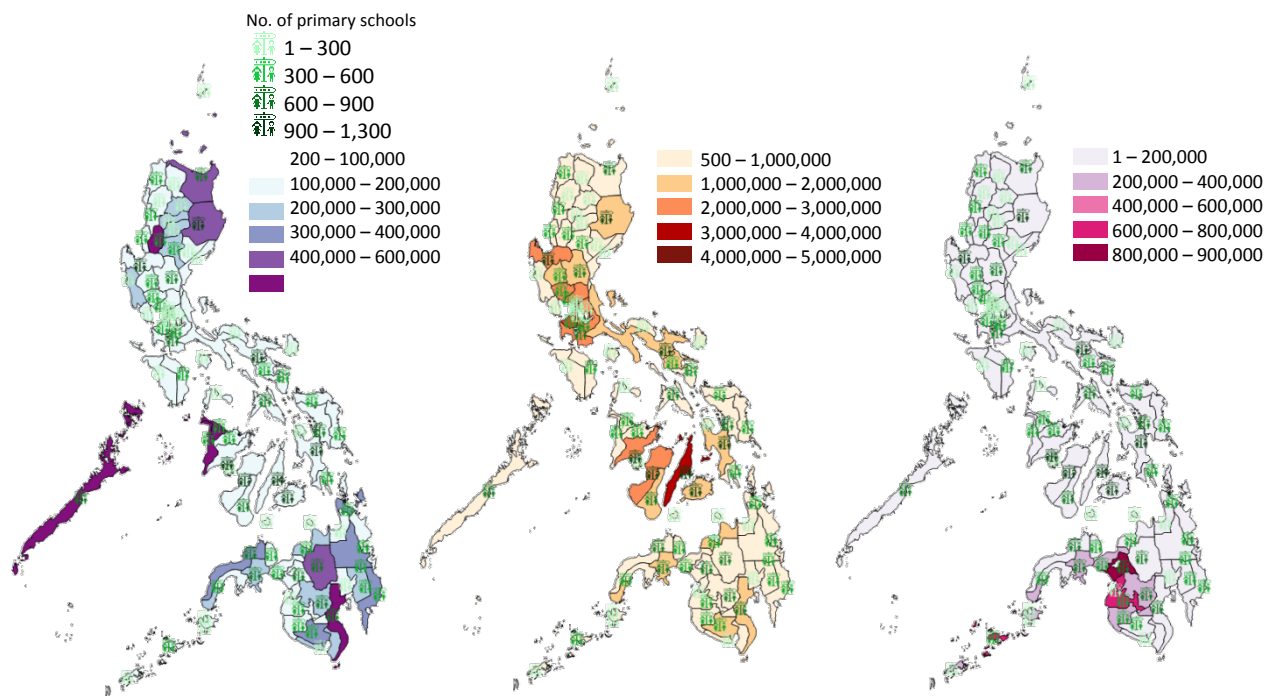 No. of primary schools
1 – 300
300 – 600
600 – 900
900 – 1,300
200 – 100,000
100,000 – 200,000
200,000 – 300,000
300,000 – 400,000
400,000 – 600,000
500 – 1,000,000
1,000,000 – 2,000,000
2,000,000 – 3,000,000
3,000,000 – 4,000,000
4,000,000 – 5,000,000
1 – 200,000
200,000 – 400,000
400,000 – 600,000
600,000 – 800,000
800,000 – 900,000